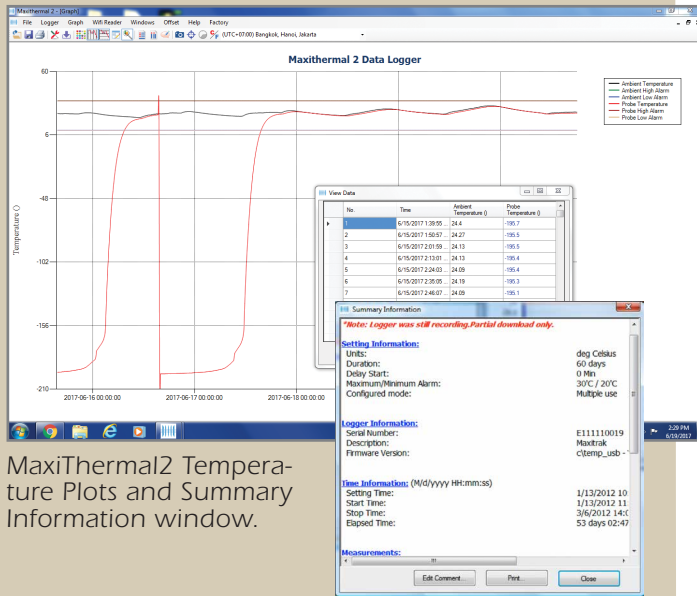 Maxithermal 2 - [Graph]
File Logger Graph Wifi Reader Windows Offset Help Factory
(UTC+07:00) Bangkok, Hanoi, Jakarta
Maxithermal 2 Data Logger
60
6
-48
-102
-156
-210
Temperature ()
2017-06-16 00:00:00
2017-06-17 00:00:00
2017-06-18 00:00:00
Ambient Temperature
Ambient High Alarm
Ambient Low Alarm
Probe Temperature
Probe High Alarm
Probe Low Alarm
View Data
No. Time Ambient Temperature () Probe Temperature ()
1 6/15/2017 1:39:55 ... 24.4 -195.7
2 6/15/2017 1:50:57 ... 24.27 -195.5
3 6/15/2017 2:01:59 ... 24.13 -195.5
4 6/15/2017 2:13:01 ... 24.13 -195.4
5 6/15/2017 2:24:03 ... 24.09 -195.4
6 6/15/2017 2:35:05 ... 24.19 -195.3
7 6/15/2017 2:46:07 ... 24.09 -195.1
Summary Information
*Note: Logger was still recording.Partial download only.
Setting Information:
Units: deg Celsius
Duration: 60 days
Delay Start: 0 Min
Maximum/Minimum Alarm: 30°C / 20°C
Configured mode: Multiple use
Logger Information:
Serial Number: E111110019
Description: Maxitrak
Firmware Version: c\temp_usb -
Time Information: (M/d/yyyy HH:mm:ss)
Setting Time: 1/13/2012 10
Start Time: 1/13/2012 11
Stop Time: 3/6/2012 14:0
Elapsed Time: 53 days 02:47
Measurements:
Edit Comment... Print... Close
2:29 PM
6/19/2017
MaxiThermal2 Tempera-
ture Plots and Summary
Information window.